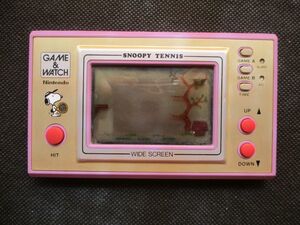 GAME
&
WATCH
Nintendo
SNOOPY TENNIS
GAME A
GAME B
TIME
UP ▲
HIT
WIDE SCREEN
DOWN ▼